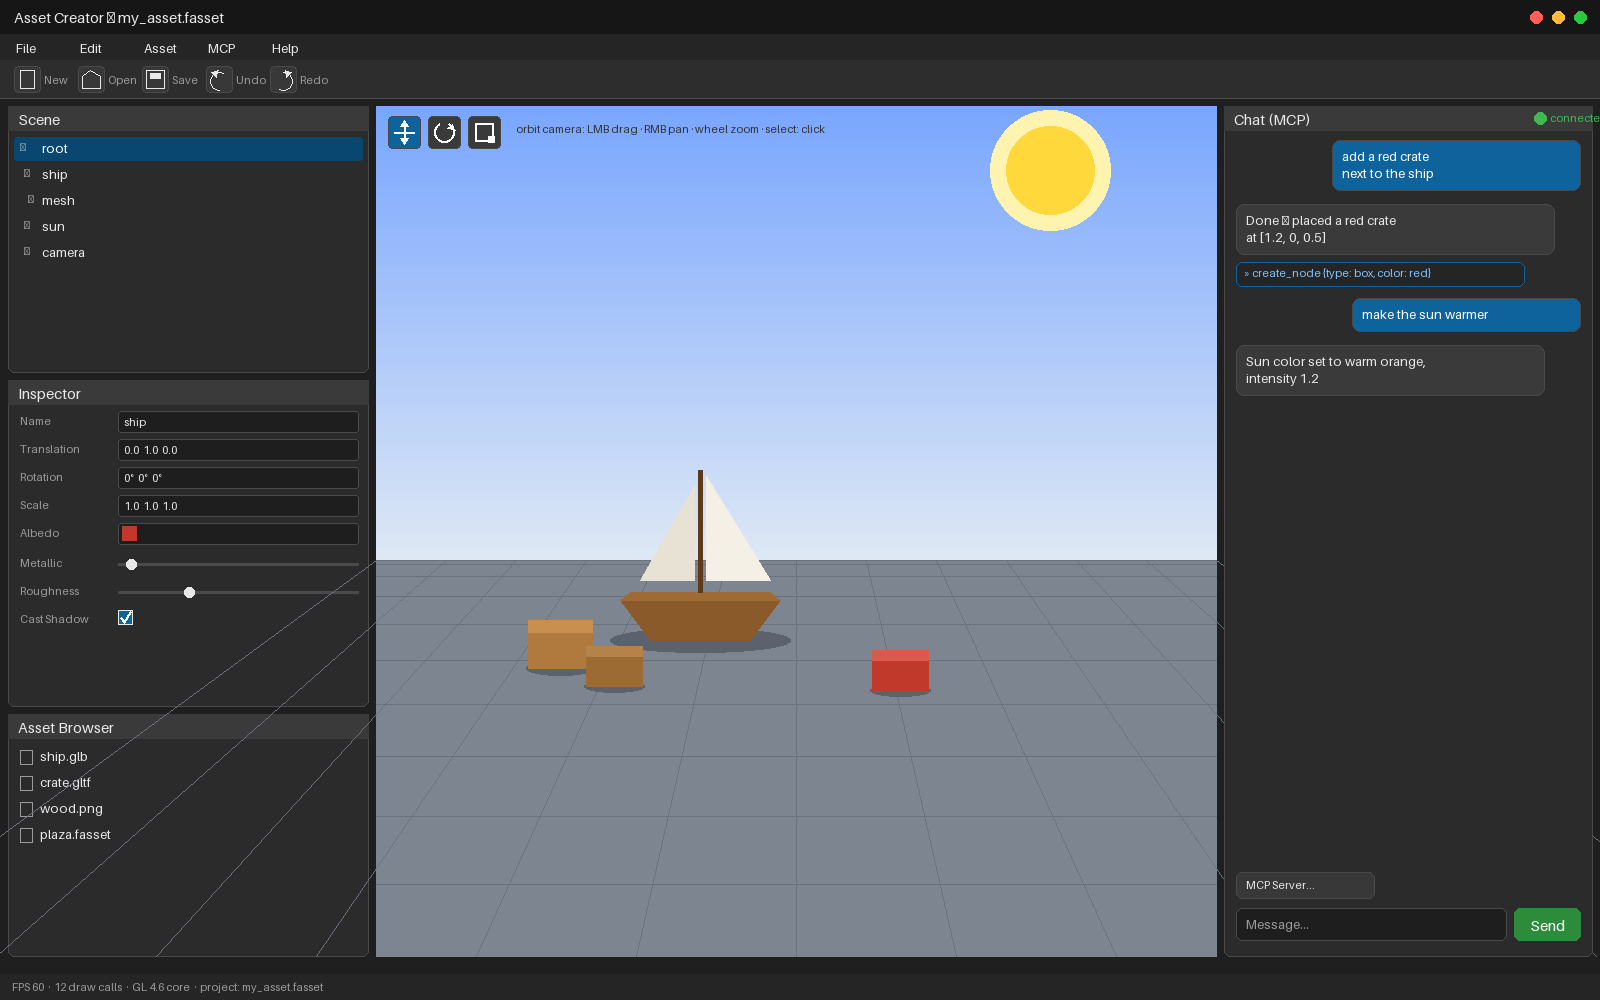 Asset Creator my_asset.fasset
File Edit Asset MCP Help
New Open Save Undo Redo
Scene
root
ship
mesh
sun
camera
Inspector
Name ship
Translation 0.0 1.0 0.0
Rotation 0° 0° 0°
Scale 1.0 1.0 1.0
Albedo
Metallic
Roughness
Cast Shadow
Asset Browser
ship.glb
crate.gltf
wood.png
plaza.fasset
orbit camera: LMB drag · RMB pan · wheel zoom · select: click
Chat (MCP) connecte
add a red crate
next to the ship
Done placed a red crate
at [1.2, 0, 0.5]
» create_node {type: box, color: red}
make the sun warmer
Sun color set to warm orange,
intensity 1.2
MCP Server...
Message... Send
FPS 60 · 12 draw calls · GL 4.6 core · project: my_asset.fasset